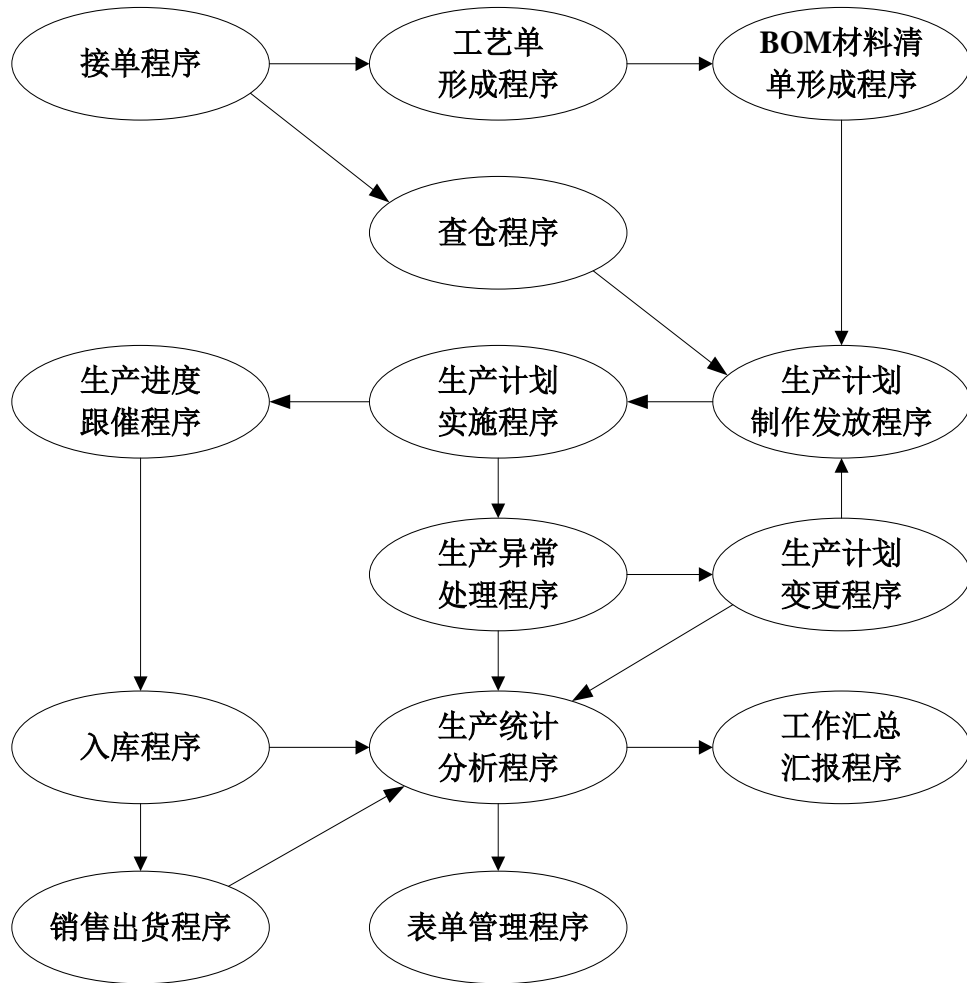 接单程序
工艺单
形成程序
BOM材料清
单形成程序
查仓程序
生产进度
跟催程序
生产计划
实施程序
生产计划
制作发放程序
生产异常
处理程序
生产计划
变更程序
入库程序
生产统计
分析程序
工作汇总
汇报程序
销售出货程序
表单管理程序